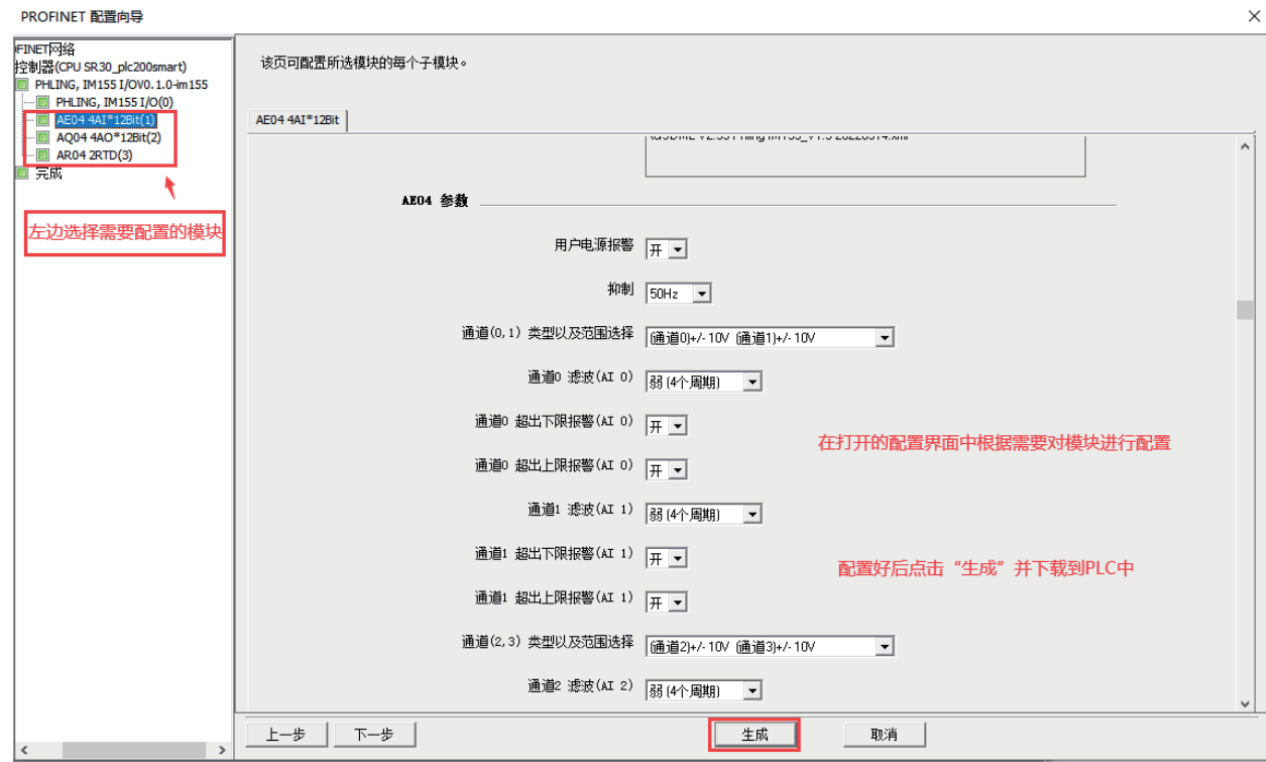 PROFINET 配置向导
FINET网络
控制器(CPU SR30_plc200smart)
PHLING, IM155 I/OV0.1.0-im155
PHLING, IM155 I/O(0)
AE04 4AI*12Bit(1)
AQ04 4AO*12Bit(2)
AR04 2RTD(3)
完成
左边选择需要配置的模块
该页可配置所选模块的每个子模块。
AE04 4AI*12Bit
AE04 参数
用户电源报警 开
抑制 50Hz
通道(0,1) 类型以及范围选择 (通道0)+/- 10V (通道1)+/- 10V
通道0 滤波(AI 0) 弱 (4个周期)
通道0 超出下限报警(AI 0) 开
通道0 超出上限报警(AI 0) 开
在打开的配置界面中根据需要对模块进行配置
通道1 滤波(AI 1) 弱 (4个周期)
通道1 超出下限报警(AI 1) 开
配置好后点击“生成”并下载到PLC中
通道1 超出上限报警(AI 1) 开
通道(2,3) 类型以及范围选择 (通道2)+/- 10V (通道3)+/- 10V
通道2 滤波(AI 2) 弱 (4个周期)
上一步 下一步 生成 取消